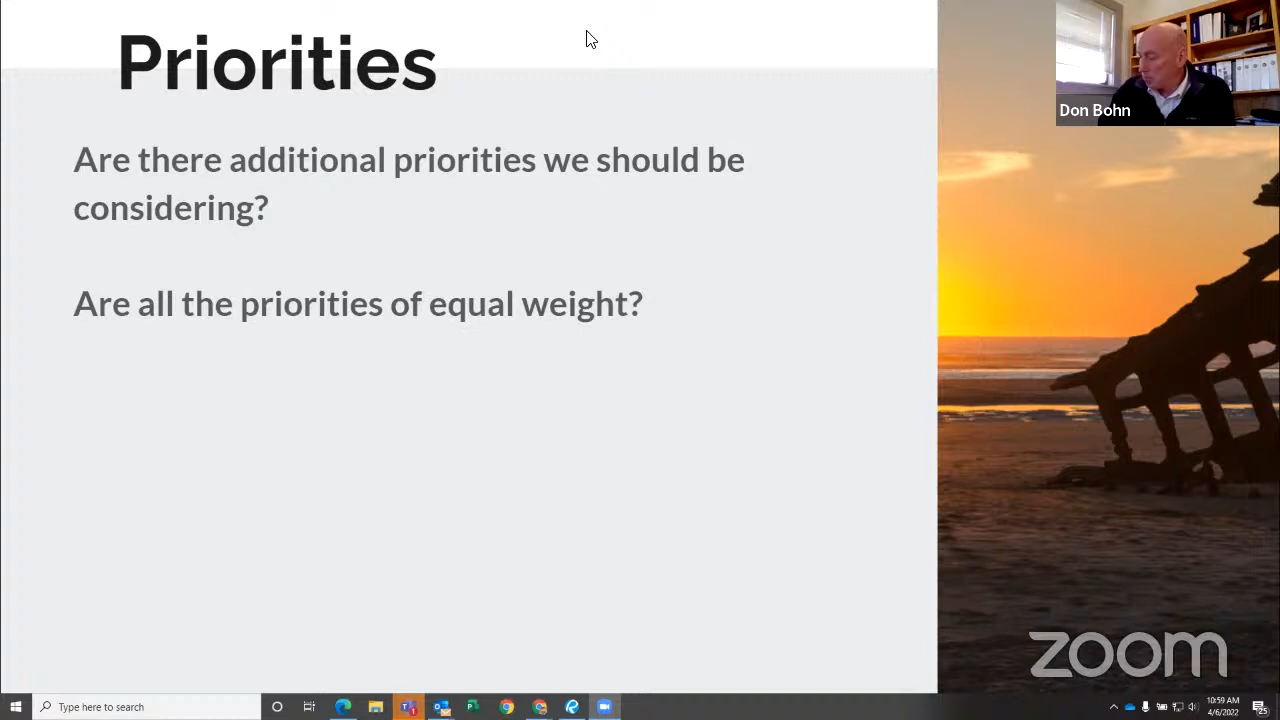 Priorities
Don Bohn
Are there additional priorities we should be
considering?
Are all the priorities of equal weight?
zoom
Type here to search
10:59 AM
4/6/2022
25